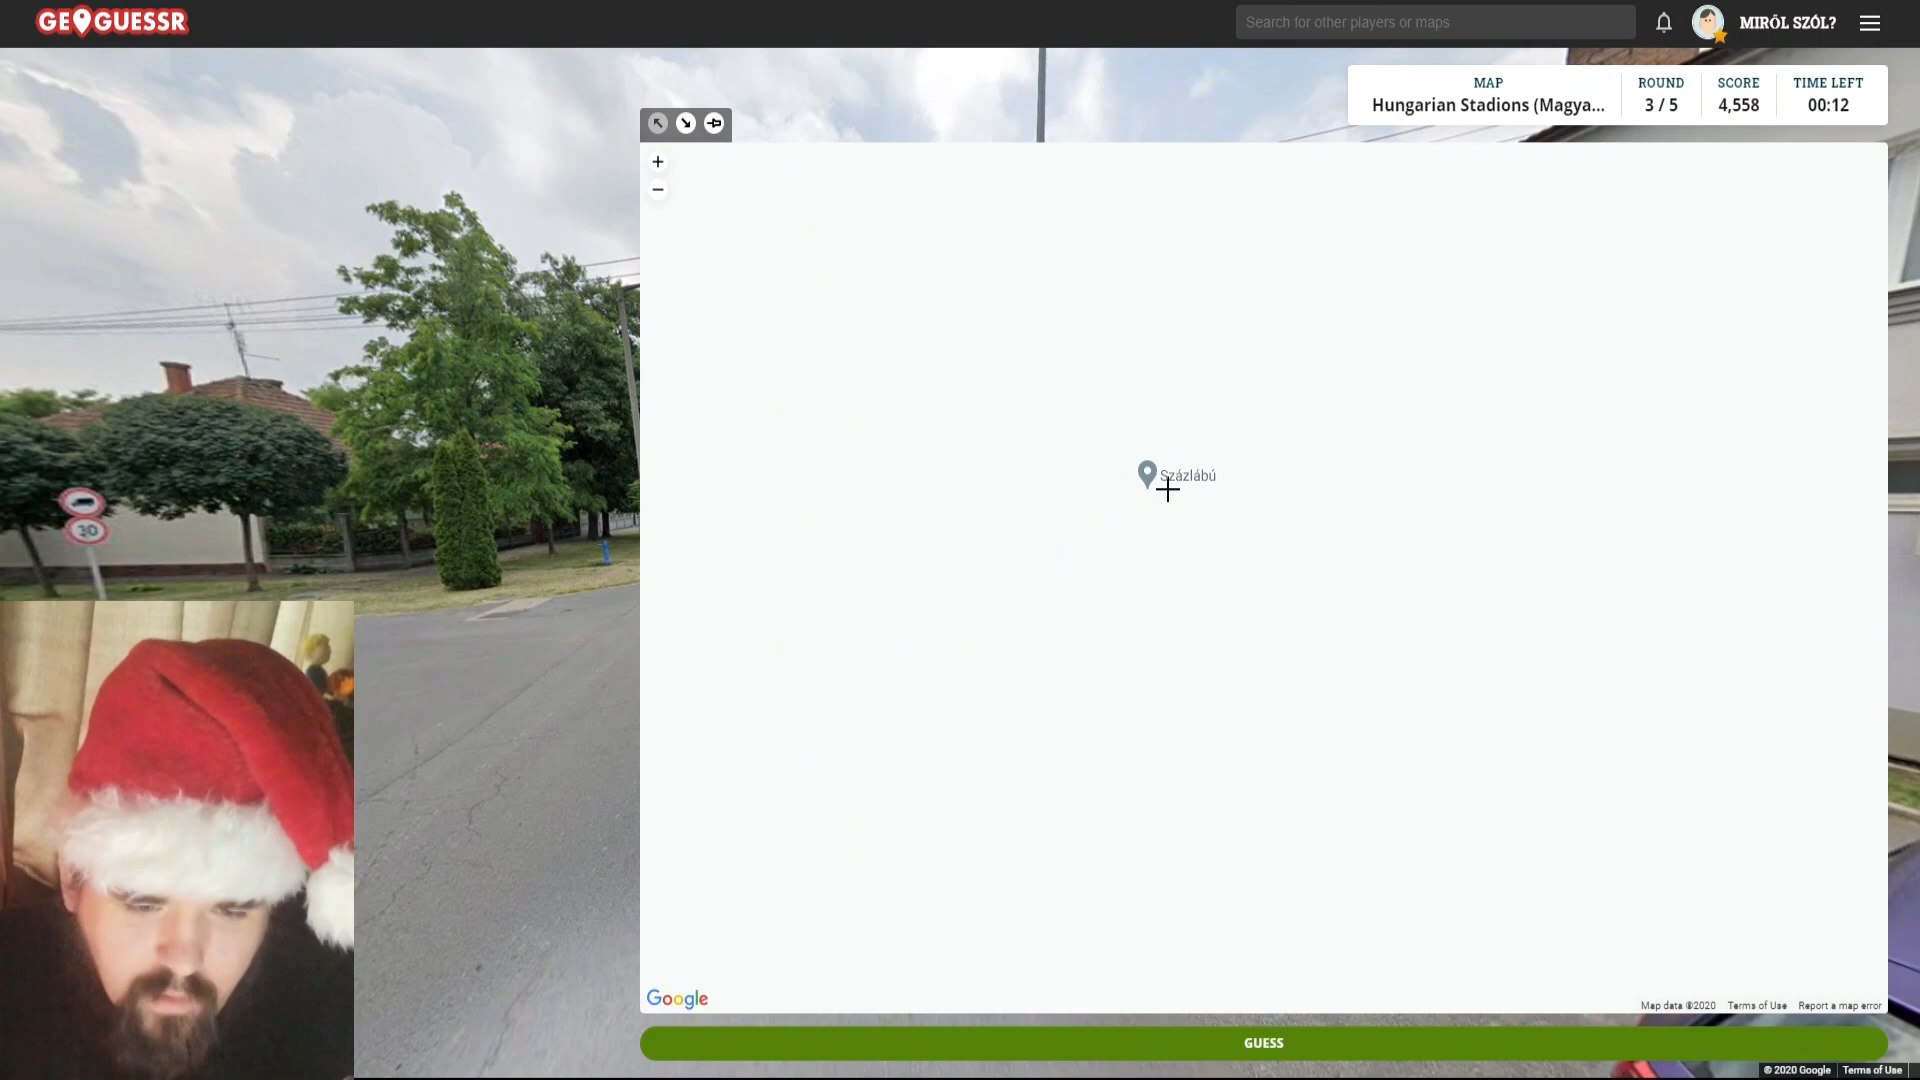 GEOGUESSR
Search for other players or maps
MIRŐL SZÓL?
MAP
Hungarian Stadions (Magya...
ROUND
3 / 5
SCORE
4,558
TIME LEFT
00:12
+
−
Százlábú
30
Google
Map data ©2020
Terms of Use
Report a map error
GUESS
© 2020 Google
Terms of Use